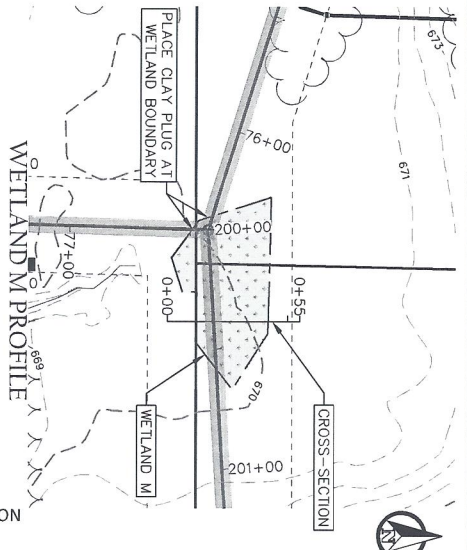 673
671
PLACE CLAY PLUG AT
WETLAND BOUNDARY
76+00
200+00
77+00
0+00
0+55
0
0
669
670
201+00
CROSS-SECTION
WETLAND M
WETLAND M PROFILE
N
ON